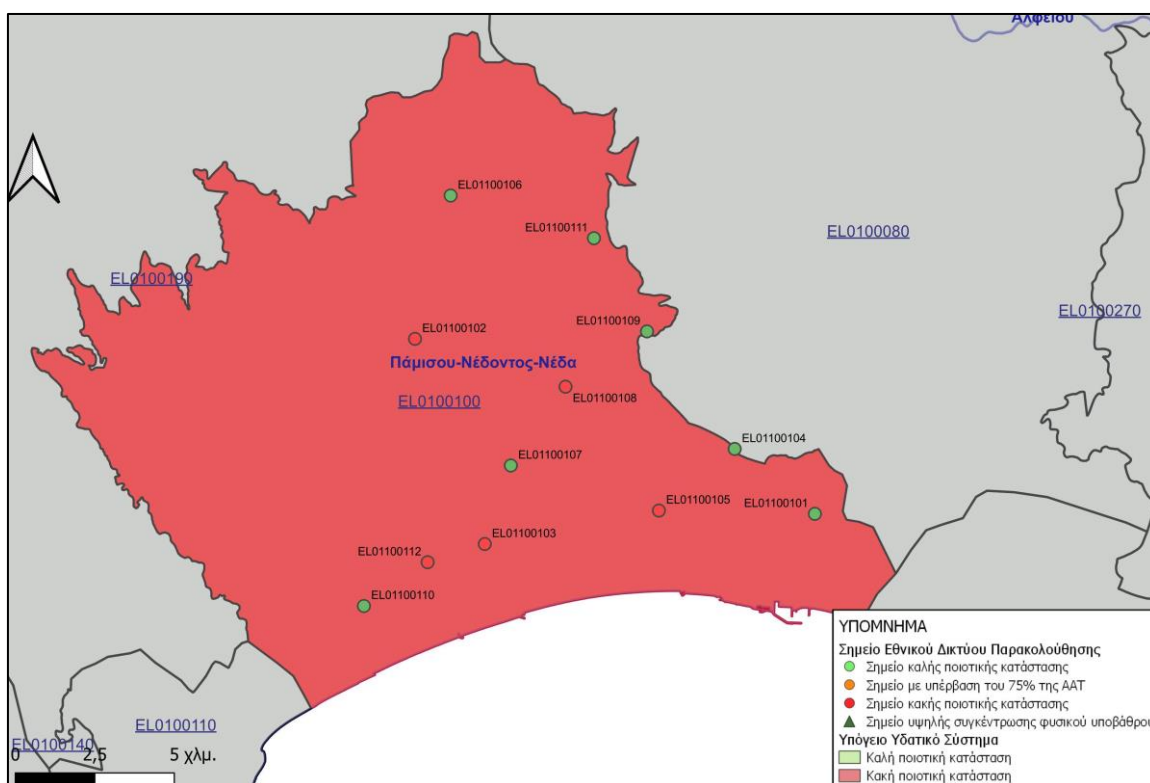 Αλφειού
EL01100106
EL01100111
EL0100080
EL0100190
EL0100270
EL01100109
EL01100102
Πάμισου-Νέδοντος-Νέδα
EL0100100
EL01100108
EL01100104
EL01100107
EL01100105
EL01100101
EL01100103
EL01100112
EL01100110
ΥΠΟΜΝΗΜΑ
Σημείο Εθνικού Δικτύου Παρακολούθησης
Σημείο καλής ποιοτικής κατάστασης
Σημείο με υπέρβαση του 75% της ΑΑΤ
Σημείο κακής ποιοτικής κατάστασης
Σημείο υψηλής συγκέντρωσης φυσικού υποβάθρου
Υπόγειο Υδατικό Σύστημα
Καλή ποιοτική κατάσταση
Κακή ποιοτική κατάσταση
EL0100110
EL0100140
0 2,5 5 χλμ.